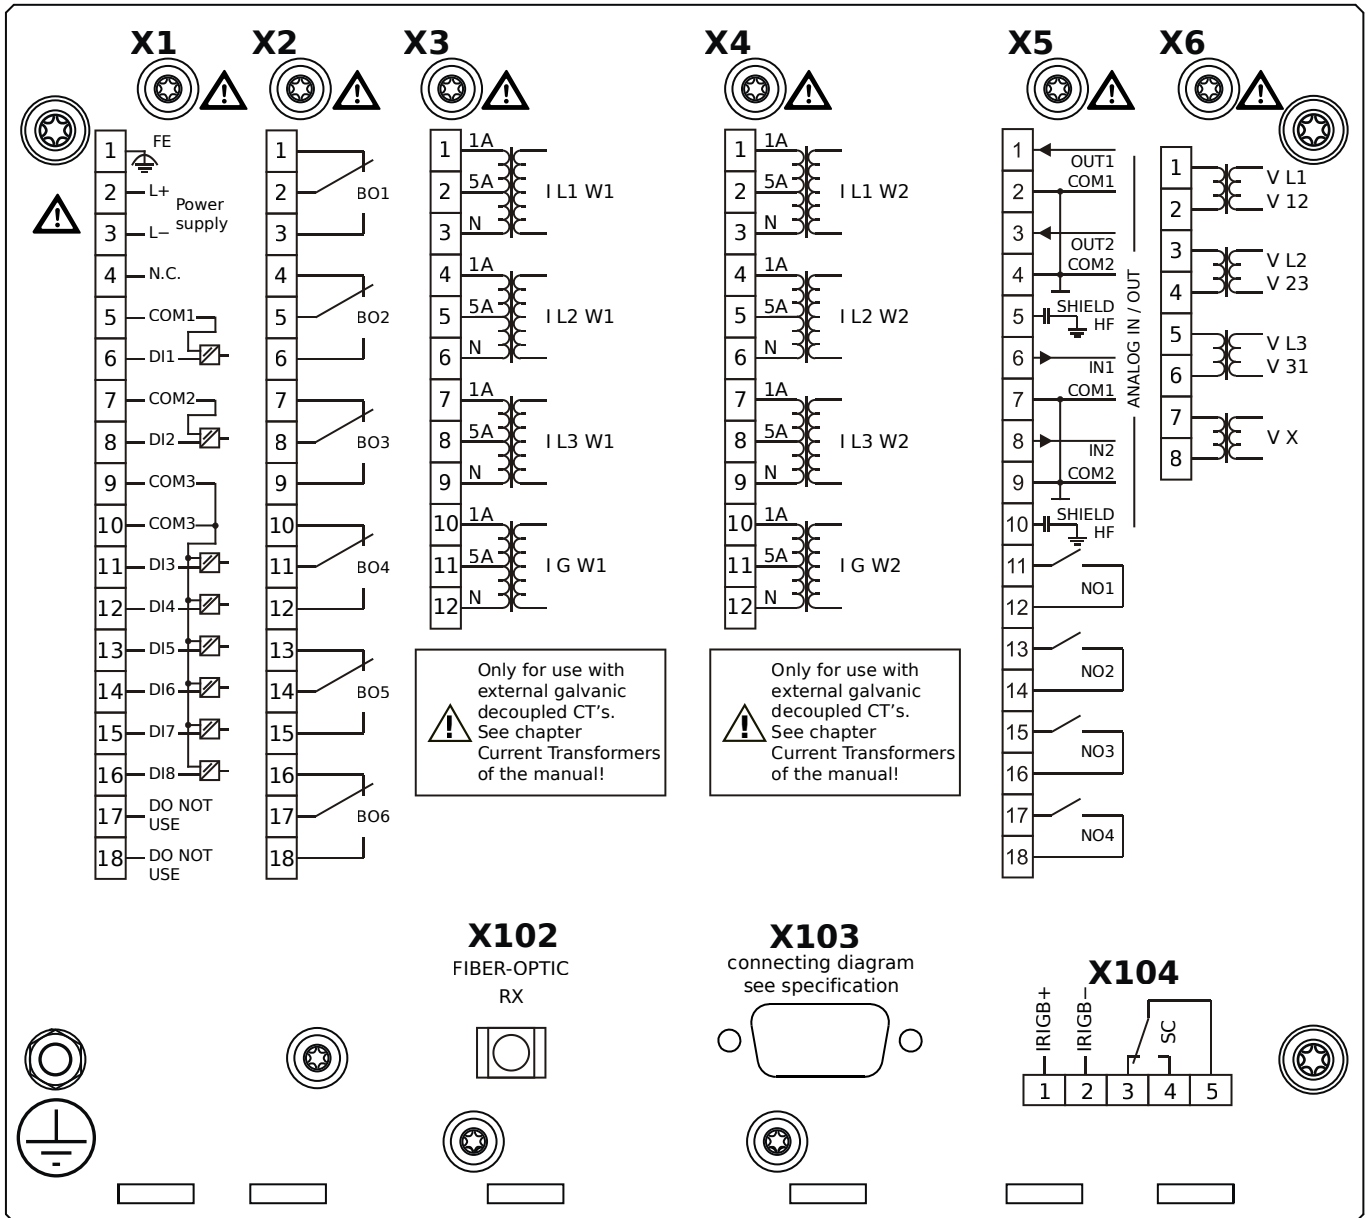 X1
X2
X3
X4
X5
X6
1 FE
2 L+
Power
supply
3 L−
4 N.C.
5 COM1
6 DI1
7 COM2
8 DI2
9 COM3
10 COM3
11 DI3
12 DI4
13 DI5
14 DI6
15 DI7
16 DI8
17 DO NOT
USE
18 DO NOT
USE
1
2 BO1
3
4
5 BO2
6
7
8 BO3
9
10
11 BO4
12
13
14 BO5
15
16
17 BO6
18
1 1A
2 5A I L1 W1
3 N
4 1A
5 5A I L2 W1
6 N
7 1A
8 5A I L3 W1
9 N
10 1A
11 5A I G W1
12 N
Only for use with
external galvanic
decoupled CT's.
See chapter
Current Transformers
of the manual!
1 1A
2 5A I L1 W2
3 N
4 1A
5 5A I L2 W2
6 N
7 1A
8 5A I L3 W2
9 N
10 1A
11 5A I G W2
12 N
Only for use with
external galvanic
decoupled CT's.
See chapter
Current Transformers
of the manual!
1 OUT1
2 COM1
3 OUT2
4 COM2
5 SHIELD
HF
6 IN1
7 COM1
8 IN2
9 COM2
10 SHIELD
HF
ANALOG IN / OUT
11
NO1
12
13
NO2
14
15
NO3
16
17
NO4
18
1 V L1
2 V 12
3 V L2
4 V 23
5 V L3
6 V 31
7
V X
8
X102
FIBER-OPTIC
RX
X103
connecting diagram
see specification
X104
IRIGB+
IRIGB−
SC
1 2 3 4 5